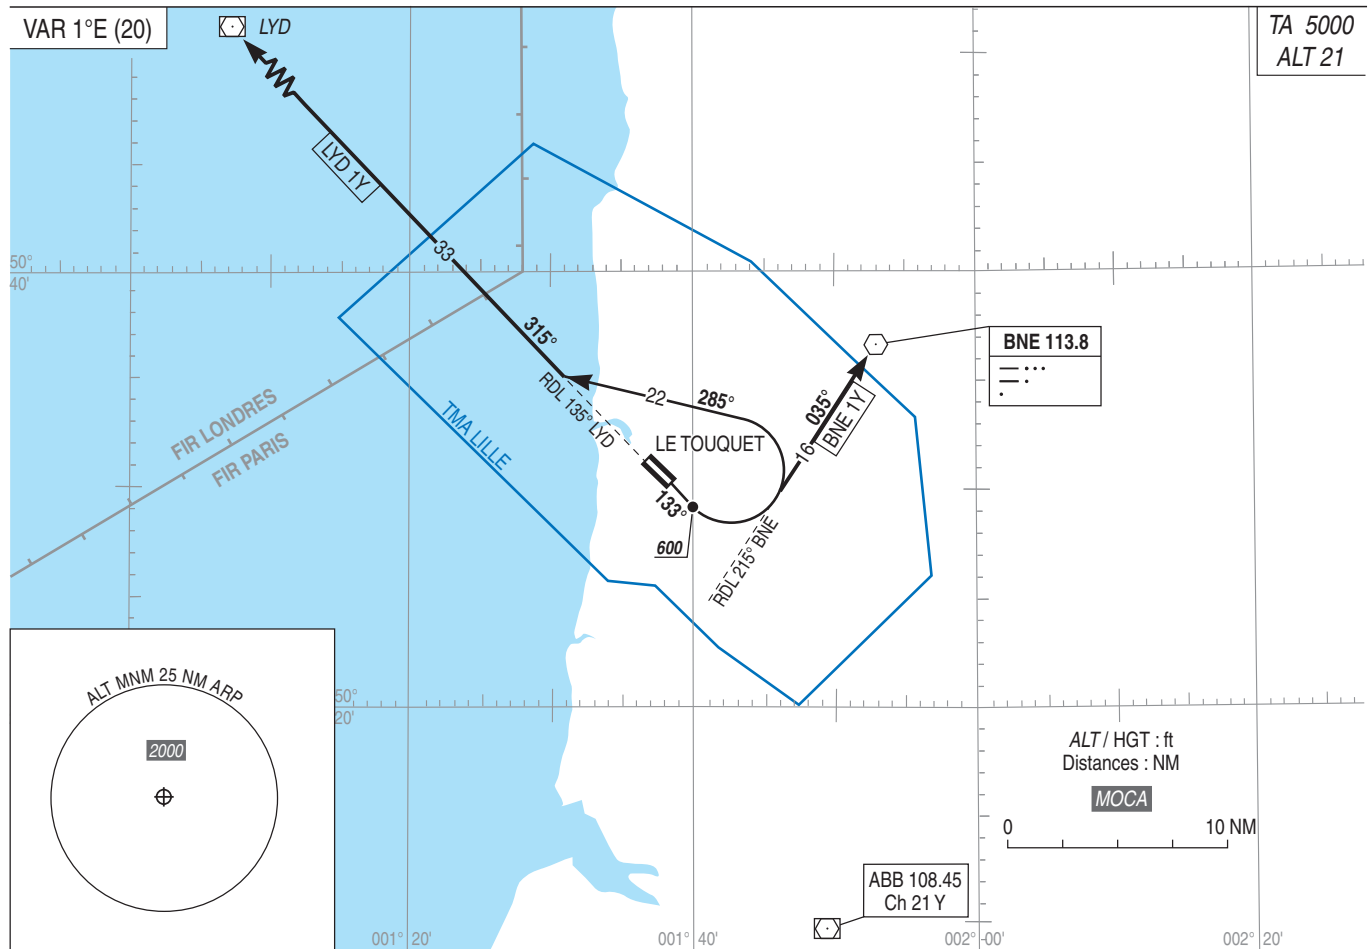 VAR 1°E (20)
LYD
TA 5000
ALT 21
LYD 1Y
50°
40'
33
315°
BNE 113.8
RDL 135° LYD
22
285°
035°
BNE 1Y
16
FIR LONDRES
FIR PARIS
TMA LILLE
LE TOUQUET
133°
600
RDL 215° BNE
ALT MNM 25 NM ARP
2000
50°
20'
ALT / HGT : ft
Distances : NM
MOCA
0
10 NM
ABB 108.45
Ch 21 Y
001° 20'
001° 40'
002° 00'
002° 20'